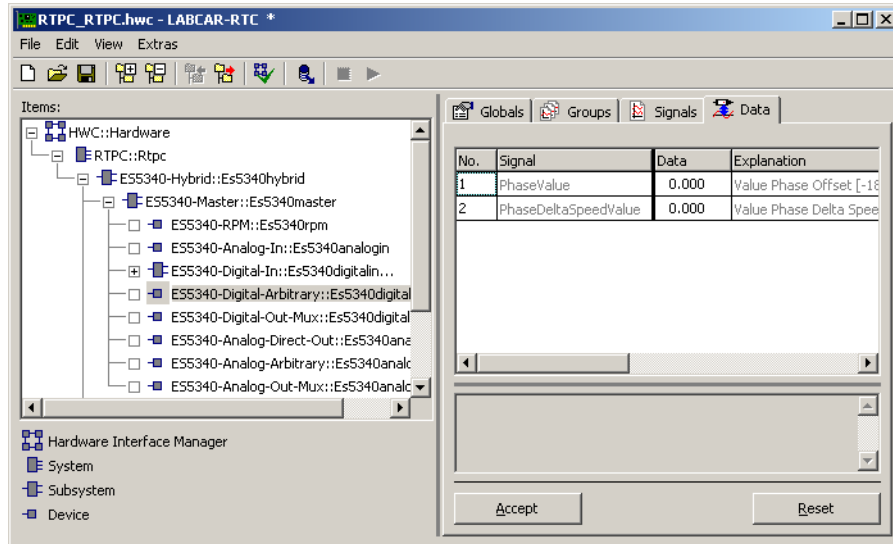 RTPC_RTPC.hwc - LABCAR-RTC *
File Edit View Extras
Items:
HWC::Hardware
RTPC::Rtpc
ES5340-Hybrid::Es5340hybrid
ES5340-Master::Es5340master
ES5340-RPM::Es5340rpm
ES5340-Analog-In::Es5340analogin
ES5340-Digital-In::Es5340digitalin...
ES5340-Digital-Arbitrary::Es5340digital
ES5340-Digital-Out-Mux::Es5340digital
ES5340-Analog-Direct-Out::Es5340ana
ES5340-Analog-Arbitrary::Es5340analo
ES5340-Analog-Out-Mux::Es5340analo
Hardware Interface Manager
System
Subsystem
Device
Globals Groups Signals Data
No. Signal Data Explanation
1 PhaseValue 0.000 Value Phase Offset [-18
2 PhaseDeltaSpeedValue 0.000 Value Phase Delta Spee
Accept Reset